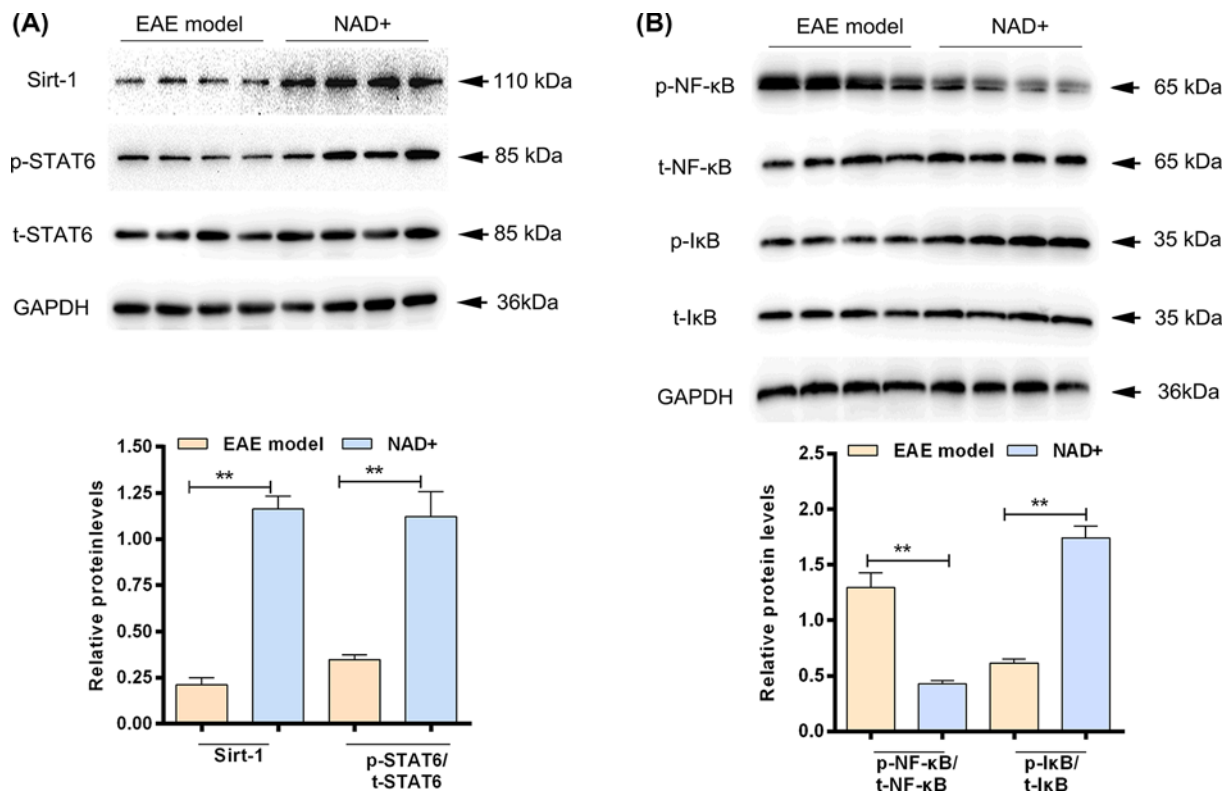 (A)
EAE model NAD+
Sirt-1 110 kDa
p-STAT6 85 kDa
t-STAT6 85 kDa
GAPDH 36kDa
EAE model NAD+
Relative protein levels
1.50
1.25
1.00
0.75
0.50
0.25
0.00
** **
Sirt-1
p-STAT6/
t-STAT6
(B)
EAE model NAD+
p-NF-κB 65 kDa
t-NF-κB 65 kDa
p-IκB 35 kDa
t-IκB 35 kDa
GAPDH 36kDa
EAE model NAD+
Relative protein levels
2.5
2.0
1.5
1.0
0.5
0.0
** **
p-NF-κB/
t-NF-κB
p-IκB/
t-IκB